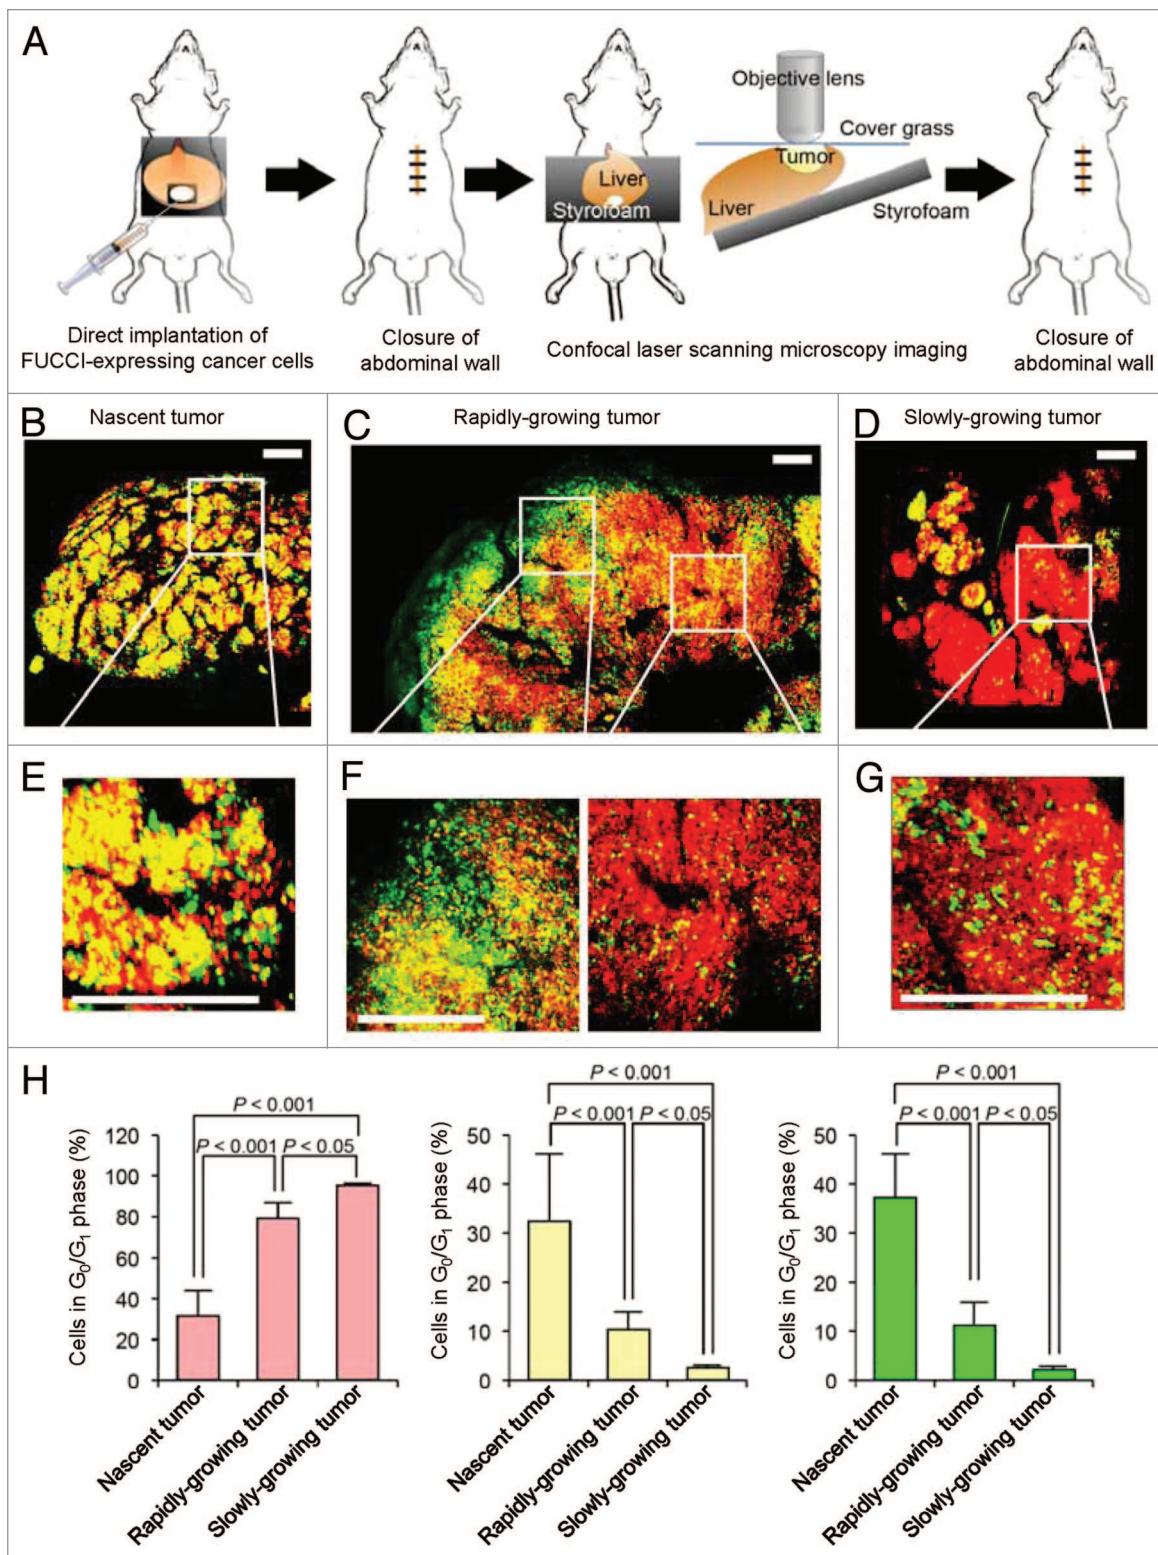 A
Objective lens
Cover grass
Tumor
Liver
Styrofoam
Liver
Styrofoam
Direct implantation of
FUCCI-expressing cancer cells
Closure of
abdominal wall
Confocal laser scanning microscopy imaging
Closure of
abdominal wall
B Nascent tumor
C Rapidly-growing tumor
D Slowly-growing tumor
E
F
G
H
P < 0.001
P < 0.001 P < 0.05
Cells in G0/G1 phase (%)
120
100
80
60
40
20
0
Nascent tumor
Rapidly-growing tumor
Slowly-growing tumor
P < 0.001
P < 0.001 P < 0.05
Cells in G0/G1 phase (%)
50
40
30
20
10
0
Nascent tumor
Rapidly-growing tumor
Slowly-growing tumor
P < 0.001
P < 0.001 P < 0.05
Cells in G0/G1 phase (%)
50
40
30
20
10
0
Nascent tumor
Rapidly-growing tumor
Slowly-growing tumor